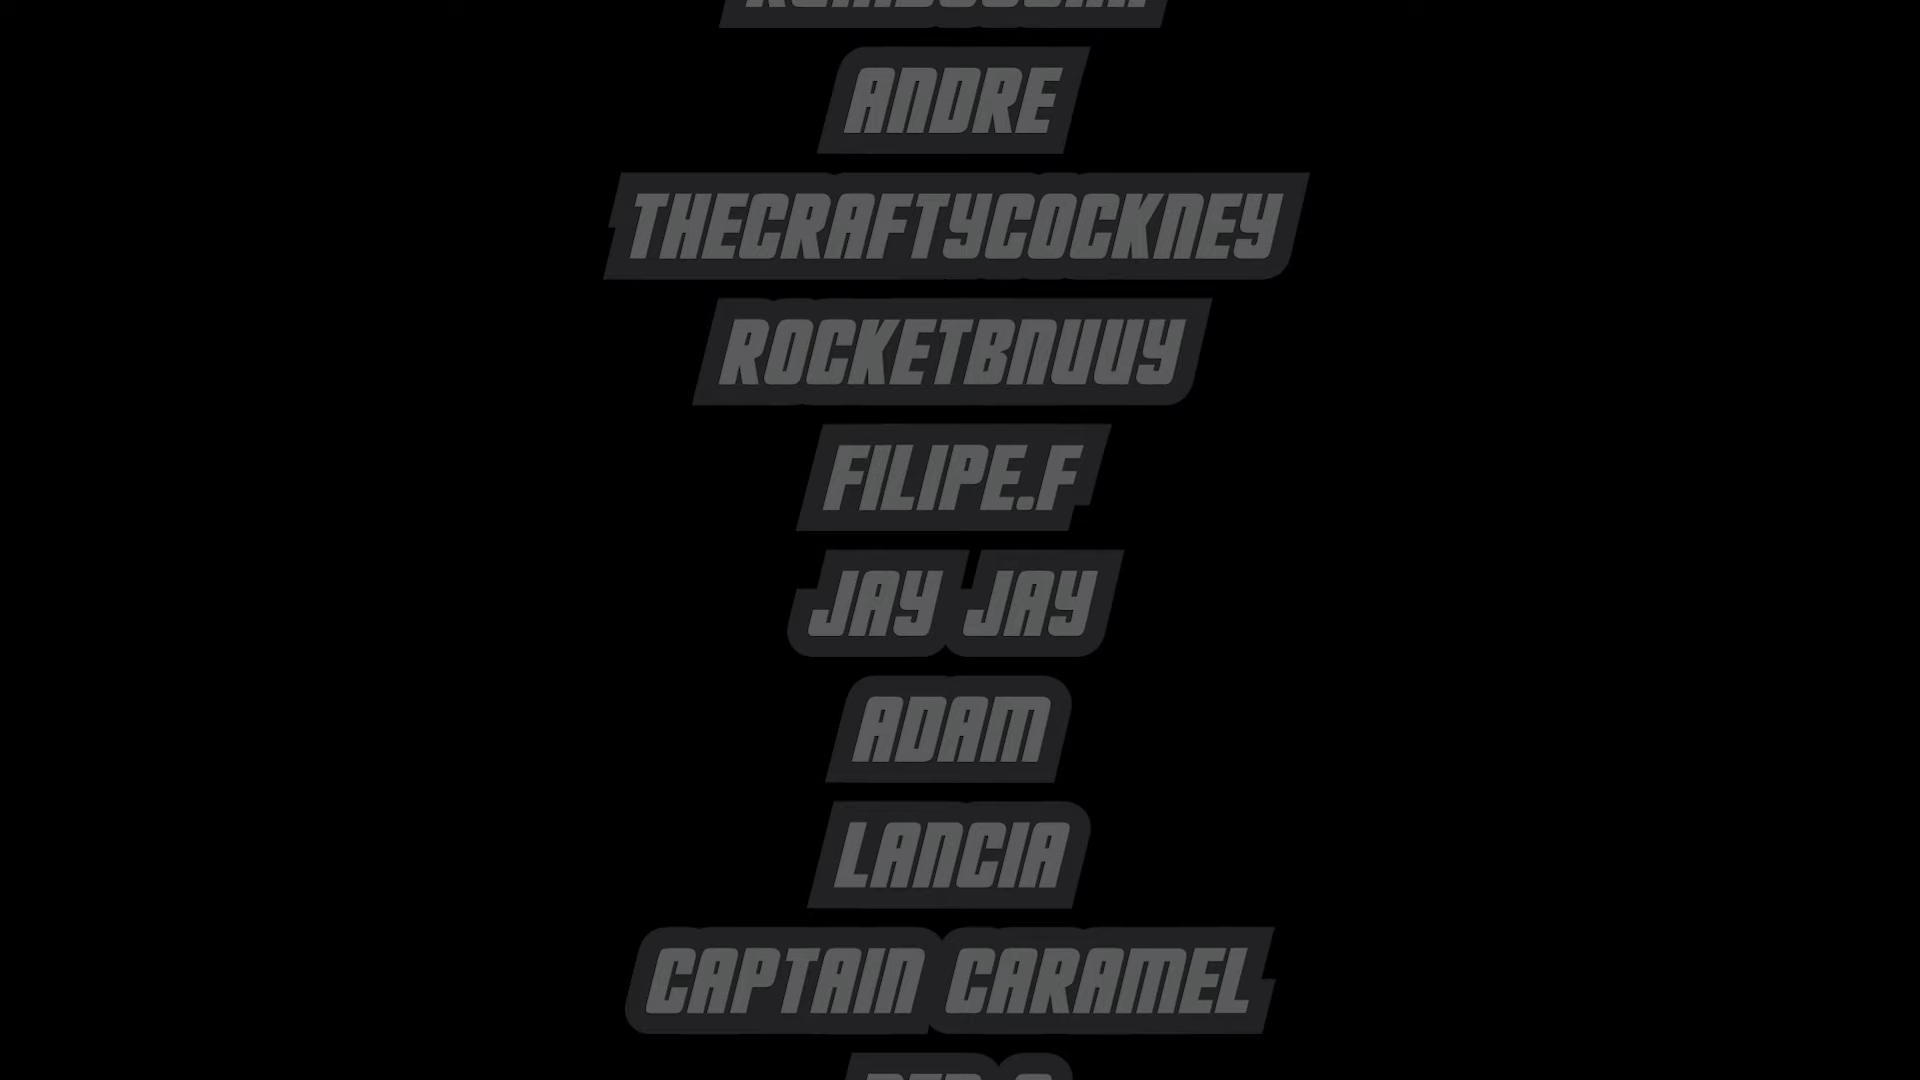 ANDRE
THECRAFTYCOCKNEY
ROCKETBNUUY
FILIPE.F
JAY JAY
ADAM
LANCIA
CAPTAIN CARAMEL